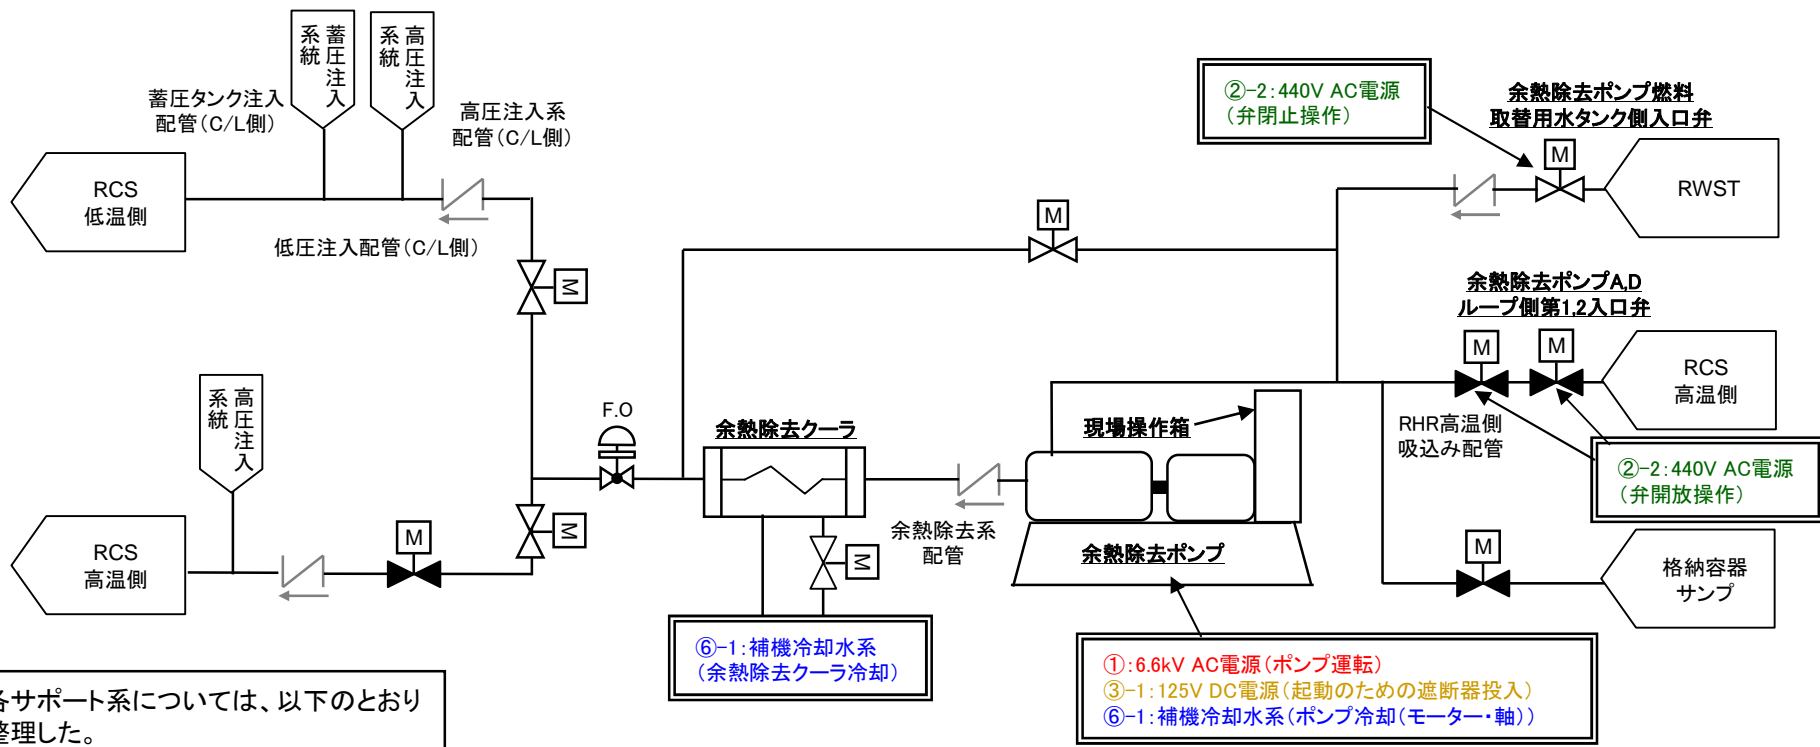 蓄圧注入
系統
高圧注入
系統
蓄圧タンク注入
配管(C/L側)
高圧注入系
配管(C/L側)
RCS
低温側
低圧注入配管(C/L側)
M
M
②-2:440V AC電源
(弁閉止操作)
余熱除去ポンプ燃料
取替用水タンク側入口弁
M
RWST
余熱除去ポンプA,D
ループ側第1,2入口弁
M
M
RCS
高温側
RHR高温側
吸込み配管
②-2:440V AC電源
(弁開放操作)
高圧注入
系統
F.O
余熱除去クーラ
現場操作箱
余熱除去系
配管
余熱除去ポンプ
RCS
高温側
M
M
M
M
格納容器
サンプ
⑥-1:補機冷却水系
(余熱除去クーラ冷却)
①:6.6kV AC電源(ポンプ運転)
③-1:125V DC電源(起動のための遮断器投入)
⑥-1:補機冷却水系(ポンプ冷却(モーター・軸))
各サポート系については、以下のとおり
整理した。